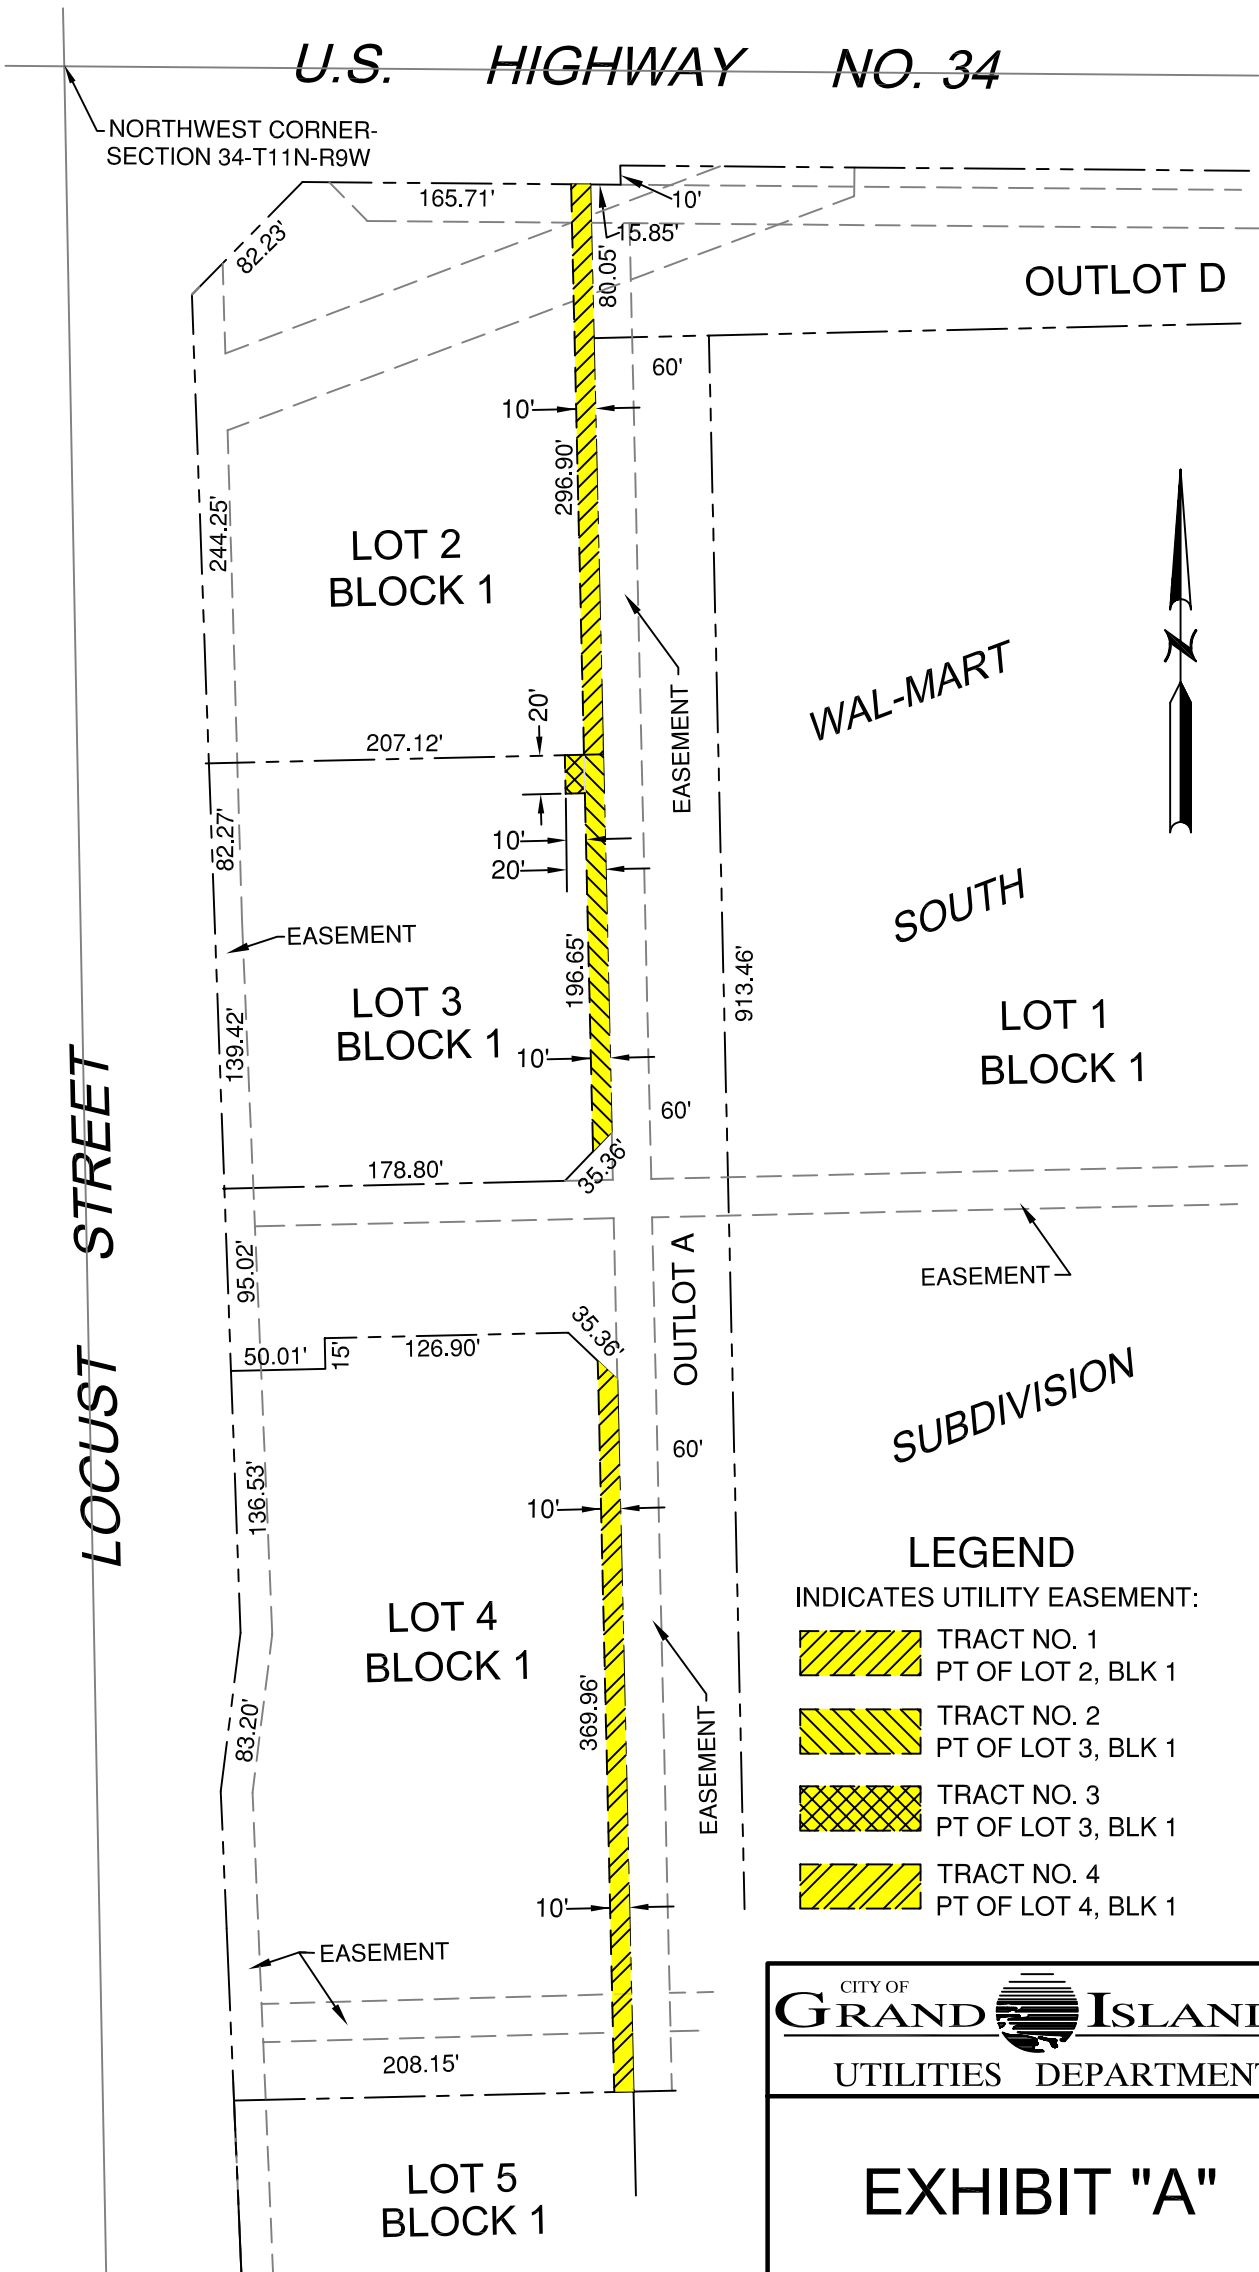 U.S. HIGHWAY NO. 34
NORTHWEST CORNER-
SECTION 34-T11N-R9W
165.71'
10'
15.85'
82.23'
80.05'
OUTLOT D
60'
10'
296.90'
244.25'
LOT 2
BLOCK 1
WAL-MART
EASEMENT
20'
207.12'
82.27'
10'
20'
SOUTH
EASEMENT
196.65'
913.46'
LOT 3
BLOCK 1
LOT 1
BLOCK 1
139.42'
10'
60'
178.80'
35.36'
LOCUST STREET
95.02'
OUTLOT A
EASEMENT
35.36'
50.01'
15'
126.90'
SUBDIVISION
60'
136.53'
10'
LEGEND
INDICATES UTILITY EASEMENT:
TRACT NO. 1
PT OF LOT 2, BLK 1
TRACT NO. 2
PT OF LOT 3, BLK 1
TRACT NO. 3
PT OF LOT 3, BLK 1
TRACT NO. 4
PT OF LOT 4, BLK 1
LOT 4
BLOCK 1
369.96'
83.20'
EASEMENT
10'
EASEMENT
208.15'
LOT 5
BLOCK 1
CITY OF
GRAND ISLAND
UTILITIES DEPARTMENT
EXHIBIT "A"
N